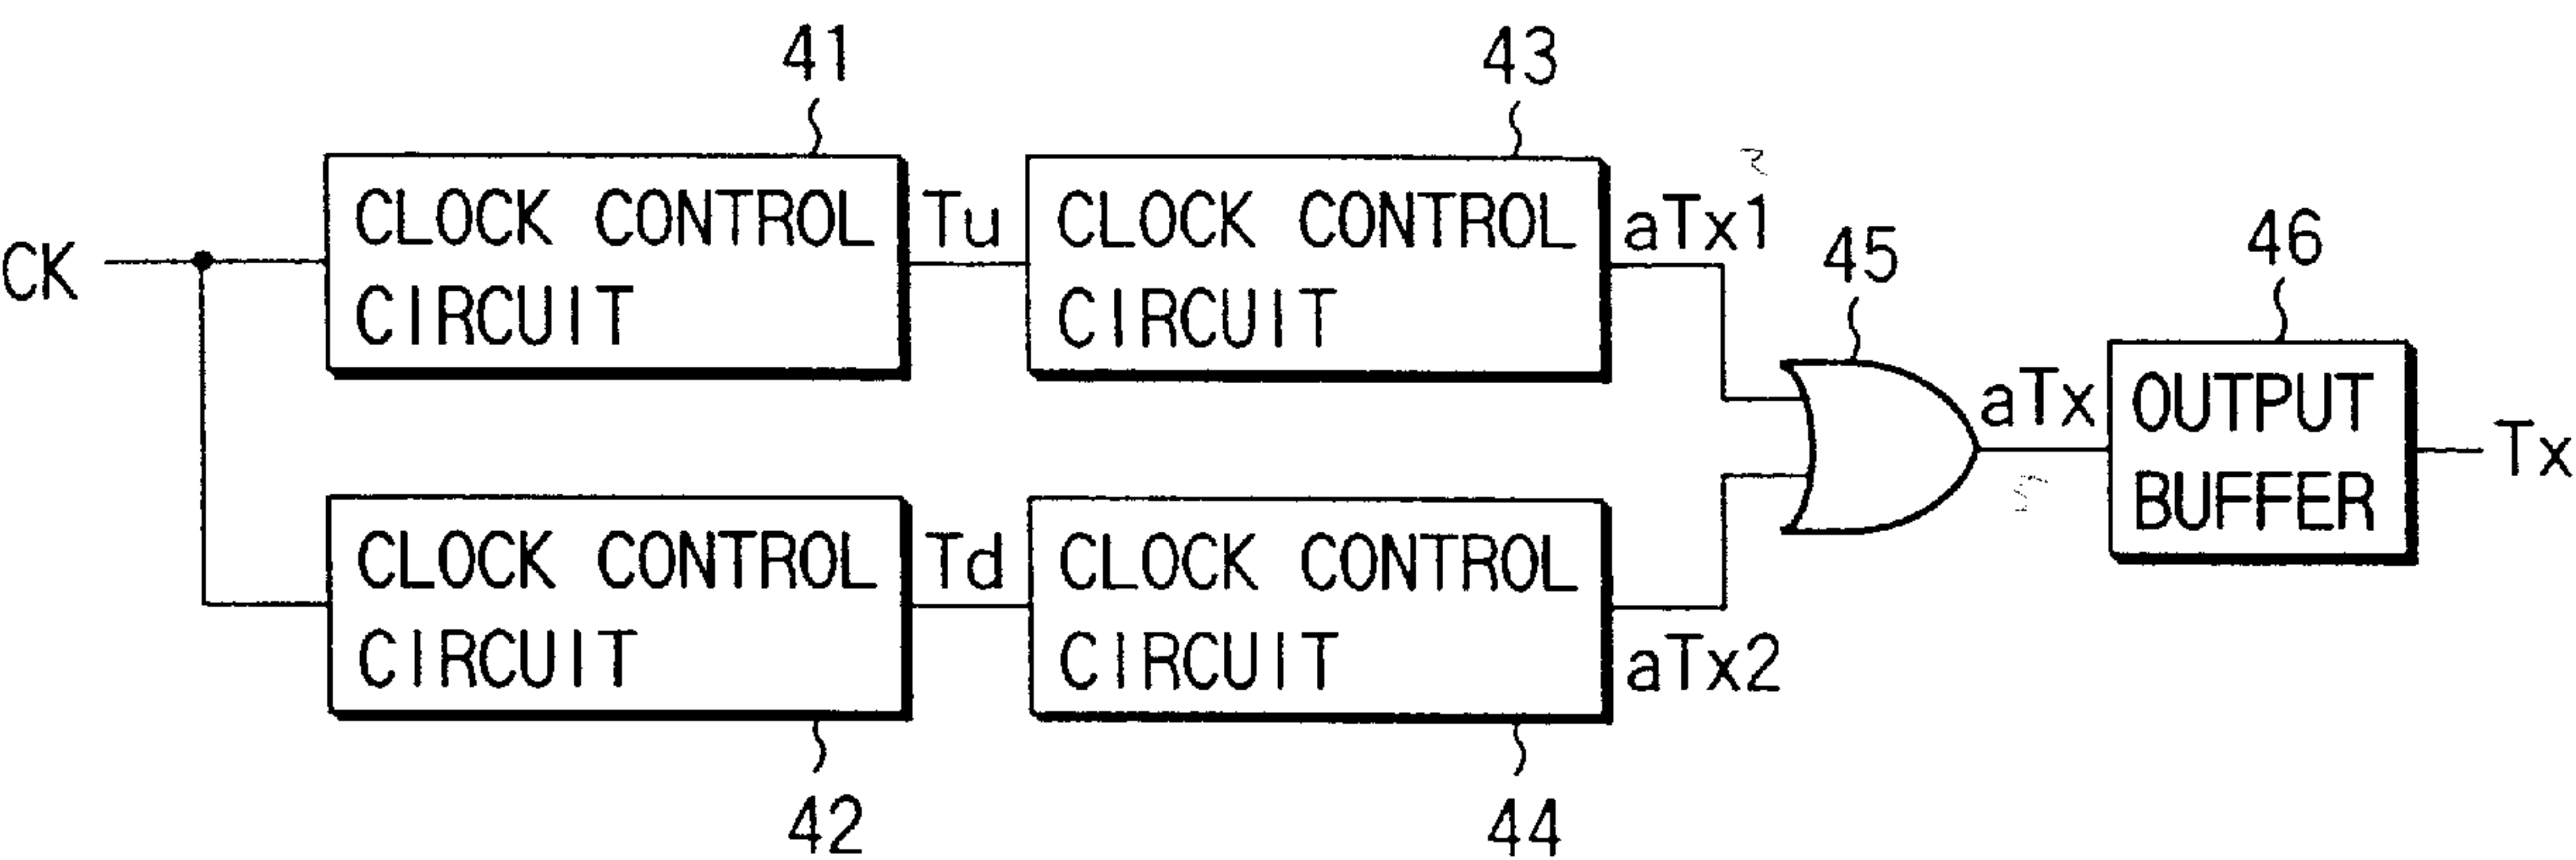 41
43
CLOCK CONTROL
CIRCUIT
Tu
CLOCK CONTROL
CIRCUIT
aTx1
CK
45
46
aTx
OUTPUT
BUFFER
Tx
CLOCK CONTROL
CIRCUIT
Td
CLOCK CONTROL
CIRCUIT
aTx2
42
44